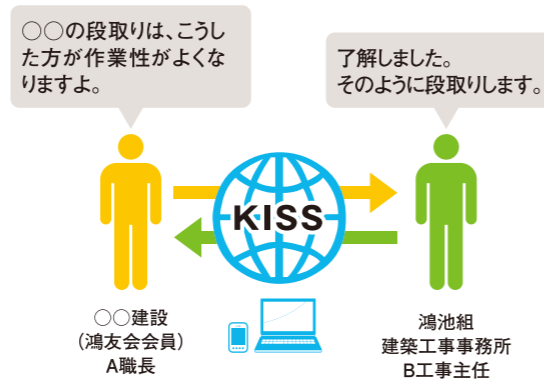 ○○の段取りは、こうし
た方が作業性がよくな
りますよ。
了解しました。
そのように段取りします。
KISS
○○建設
(鴻友会会員)
A職長
鴻池組
建築工事事務所
B工事主任